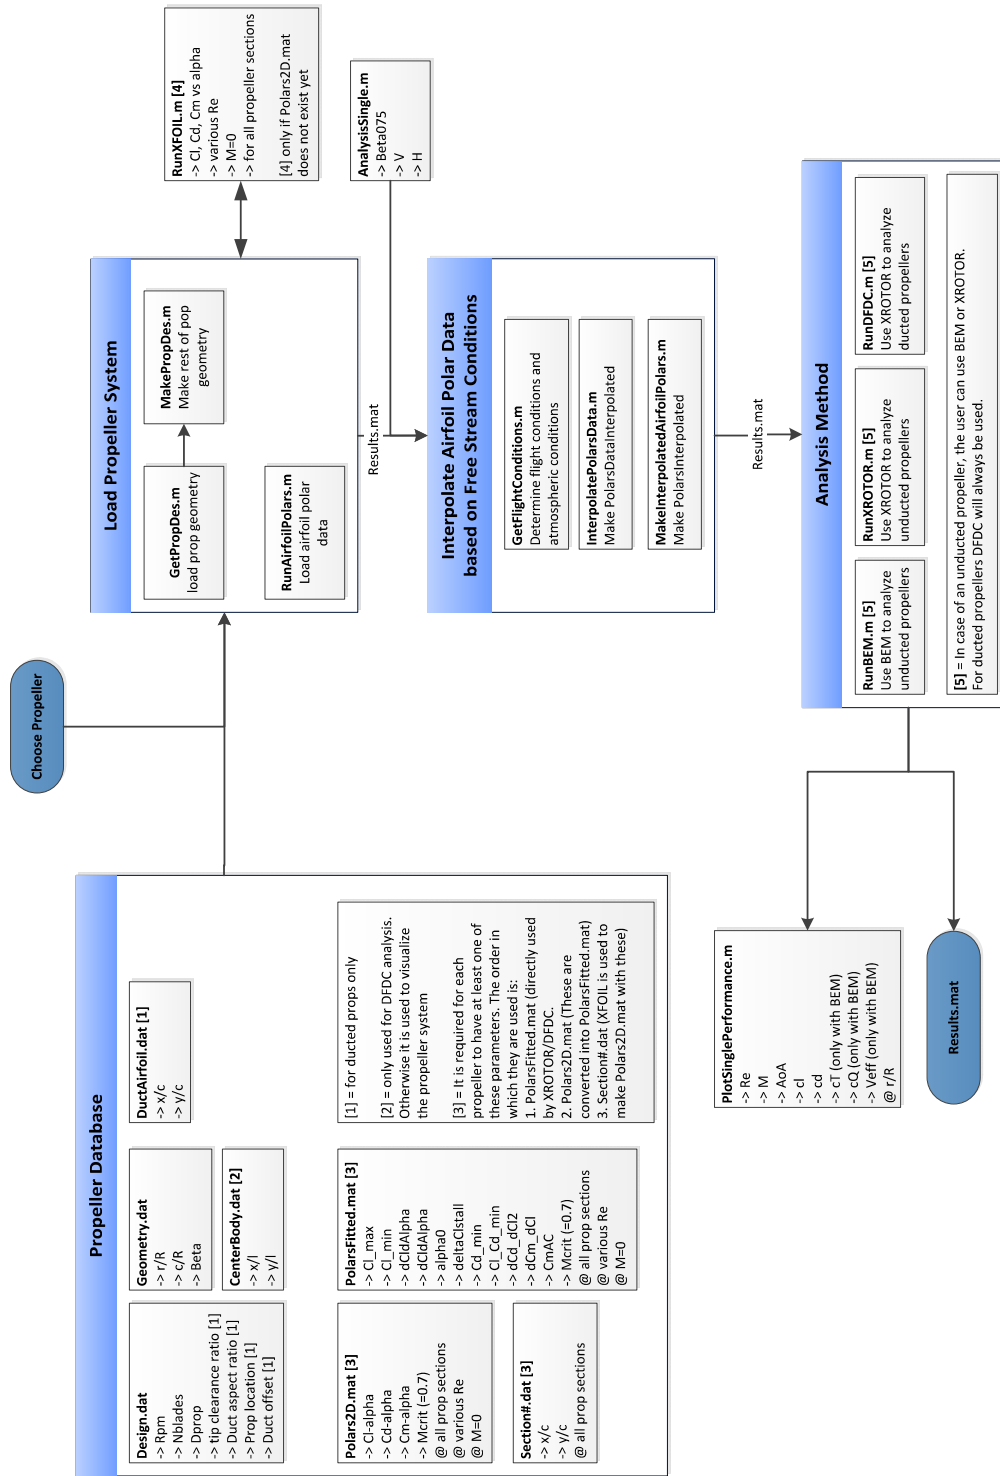 Choose Propeller
Propeller Database
Design.dat
-> Rpm
-> Nblades
-> Dprop
-> tip clearance ratio [1]
-> Duct aspect ratio [1]
-> Prop location [1]
-> Duct offset [1]
Geometry.dat
-> r/R
-> c/R
-> Beta
CenterBody.dat [2]
-> x/l
-> y/l
DuctAirfoil.dat [1]
-> x/c
-> y/c
Polars2D.mat [3]
-> Cl-alpha
-> Cd-alpha
-> Cm-alpha
-> Mcrit (=0.7)
@ all prop sections
@ various Re
@ M=0
Section#.dat [3]
-> x/c
-> y/c
@ all prop sections
PolarsFitted.mat [3]
-> Cl_max
-> Cl_min
-> dCldAlpha
-> dCldAlpha
-> alpha0
-> deltaClstall
-> Cd_min
-> Cl_Cd_min
-> dCd_dCl2
-> dCm_dCl
-> CmAC
-> Mcrit (=0.7)
@ all prop sections
@ various Re
@ M=0
[1] = for ducted props only
[2] = only used for DFDC analysis.
Otherwise it is used to visualize
the propeller system
[3] = It is required for each
propeller to have at least one of
these parameters. The order in
which they are used is:
1. PolarsFitted.mat (directly used
by XROTOR/DFDC.
2. Polars2D.mat (These are
converted into PolarsFitted.mat)
3. Section#.dat (XFOIL is used to
make Polars2D.mat with these)
Load Propeller System
GetPropDes.m
load prop geometry
MakePropDes.m
Make rest of pop
geometry
RunAirfoilPolars.m
Load airfoil polar
data
RunXFOIL.m [4]
-> Cl, Cd, Cm vs alpha
-> various Re
-> M=0
-> for all propeller sections
[4] only if Polars2D.mat
does not exist yet
AnalysisSingle.m
-> Beta075
-> V
-> H
Results.mat
Interpolate Airfoil Polar Data
based on Free Stream Conditions
GetFlightConditions.m
Determine flight conditions and
atmospheric conditions
InterpolatePolarsData.m
Make PolarsDataInterpolated
MakeInterpolatedAirfoilPolars.m
Make PolarsInterpolated
Results.mat
Analysis Method
RunBEM.m [5]
Use BEM to analyze
unducted propellers
RunXROTOR.m [5]
Use XROTOR to analyze
unducted propellers
RunDFDC.m [5]
Use XROTOR to analyze
ducted propellers
[5] = In case of an unducted propeller, the user can use BEM or XROTOR.
For ducted propellers DFDC will always be used.
PlotSinglePerformance.m
-> Re
-> M
-> AoA
-> cl
-> cd
-> cT (only with BEM)
-> cQ (only with BEM)
-> Veff (only with BEM)
@ r/R
Results.mat